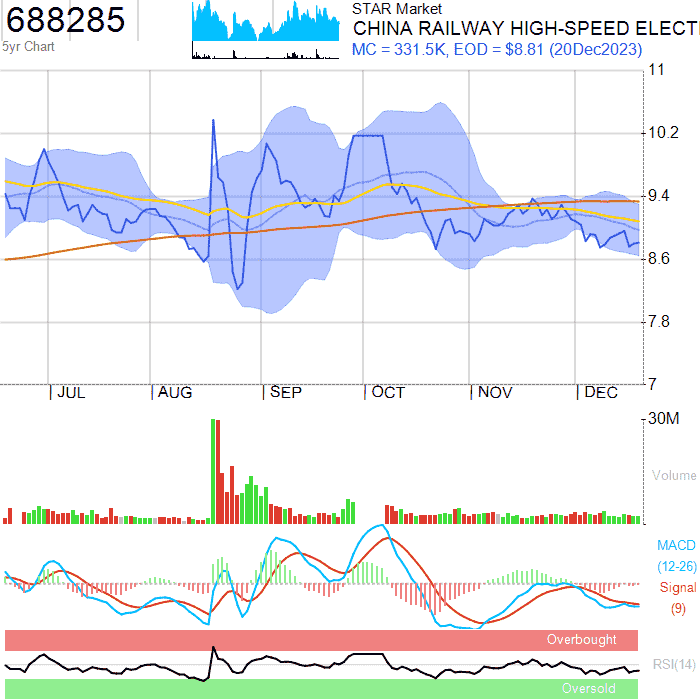 688285
5yr Chart
STAR Market
CHINA RAILWAY HIGH-SPEED ELECT
MC = 331.5K, EOD = $8.81 (20Dec2023)
11
10.2
9.4
8.6
7.8
7
JUL AUG SEP OCT NOV DEC
30M
Volume
MACD
(12-26)
Signal
(9)
Overbought
RSI(14)
Oversold